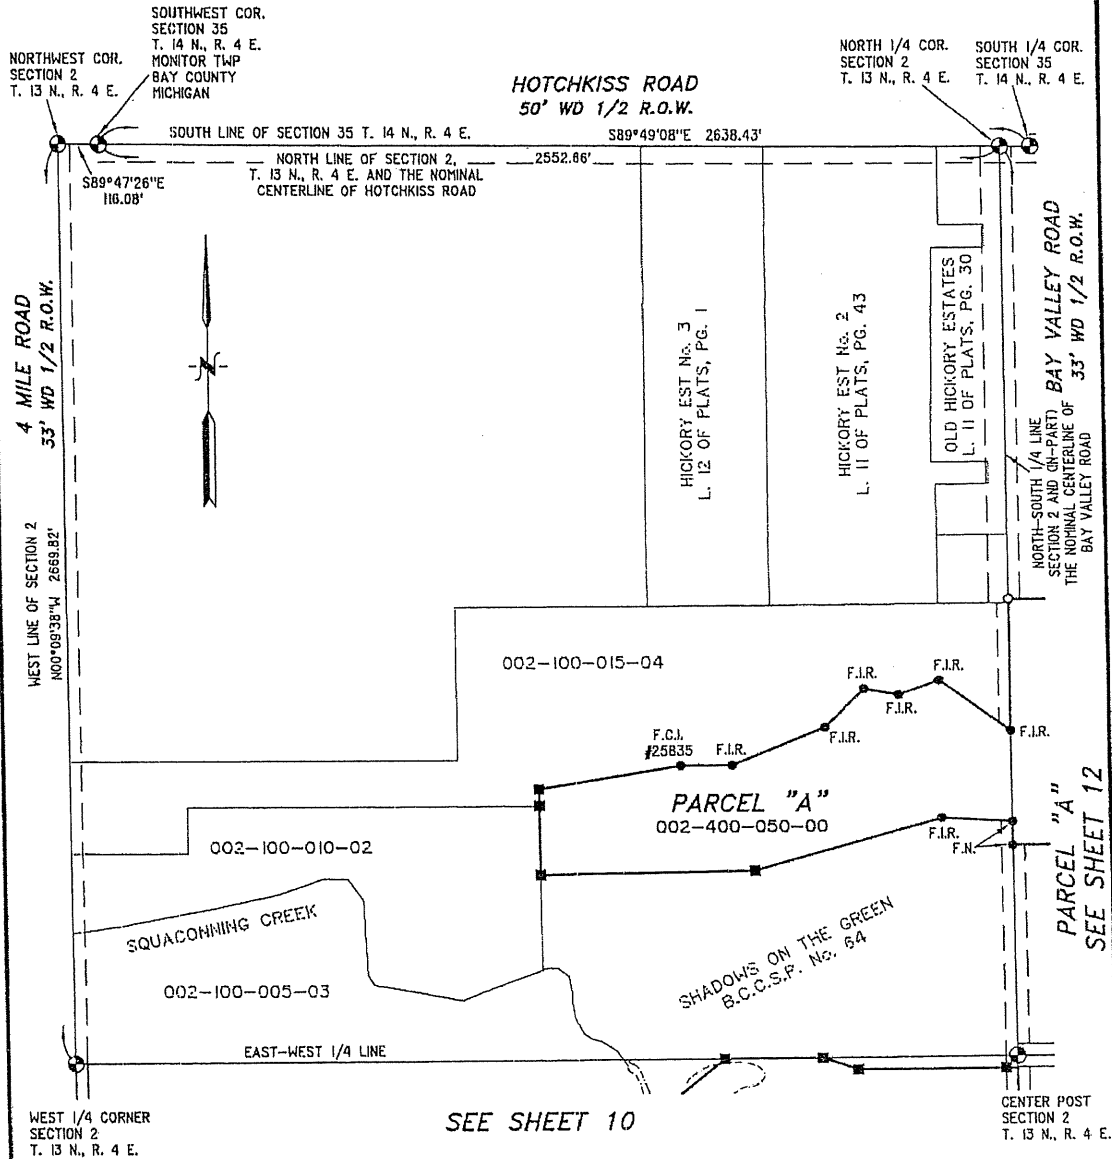 SOUTHWEST COR.
SECTION 35
T. 14 N., R. 4 E.
MONITOR TWP
BAY COUNTY
MICHIGAN
NORTHWEST COR.
SECTION 2
T. 13 N., R. 4 E.
HOTCHKISS ROAD
50' WD 1/2 R.O.W.
NORTH 1/4 COR.
SECTION 2
T. 13 N., R. 4 E.
SOUTH 1/4 COR.
SECTION 35
T. 14 N., R. 4 E.
SOUTH LINE OF SECTION 35 T. 14 N., R. 4 E.
S89°49'08"E 2638.43'
NORTH LINE OF SECTION 2,
T. 13 N., R. 4 E. AND THE NOMINAL
CENTERLINE OF HOTCHKISS ROAD
2552.86'
S89°47'26"E
116.08'
4 MILE ROAD
33' WD 1/2 R.O.W.
WEST LINE OF SECTION 2
N00°09'38"W 2669.82'
N
HICKORY EST No. 3
L. 12 OF PLATS, PG. 1
HICKORY EST No. 2
L. 11 OF PLATS, PG. 43
OLD HICKORY ESTATES
L. 11 OF PLATS, PG. 30
BAY VALLEY ROAD
33' WD 1/2 R.O.W.
NORTH-SOUTH 1/4 LINE
SECTION 2 AND (IN-PART)
THE NOMINAL CENTERLINE OF
BAY VALLEY ROAD
002-100-015-04
F.I.R.
F.I.R.
F.I.R.
F.I.R.
F.I.R.
F.C.I.
#25835
F.I.R.
PARCEL "A"
002-400-050-00
F.I.R.
F.N.
PARCEL "A"
SEE SHEET 12
002-100-010-02
SQUACONNING CREEK
002-100-005-03
SHADOWS ON THE GREEN
B.C.C.S.P. No. 64
EAST-WEST 1/4 LINE
WEST 1/4 CORNER
SECTION 2
T. 13 N., R. 4 E.
SEE SHEET 10
CENTER POST
SECTION 2
T. 13 N., R. 4 E.